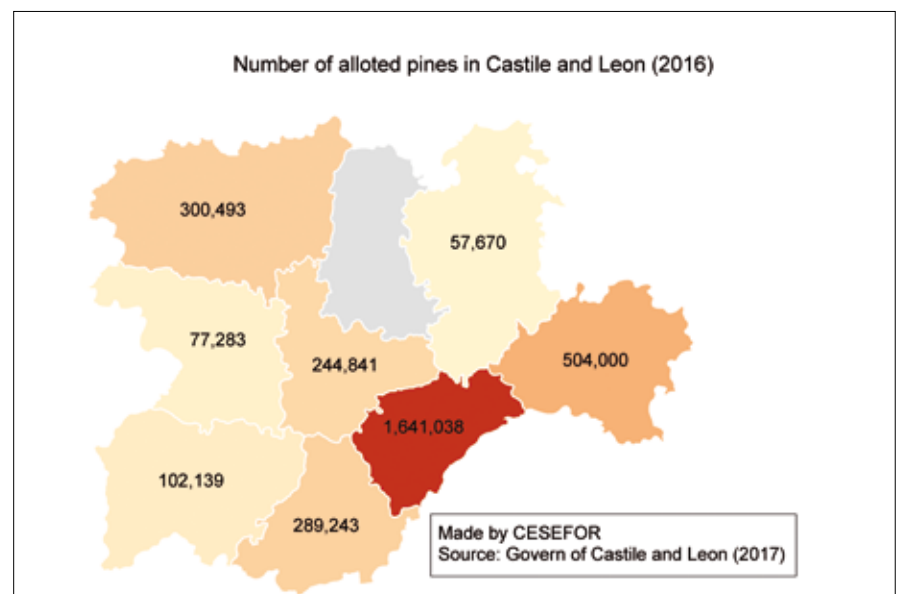 Number of alloted pines in Castile and Leon (2016)
300,493
57,670
77,283
244,841
504,000
1,641,038
102,139
289,243
Made by CESEFOR
Source: Govern of Castile and Leon (2017)